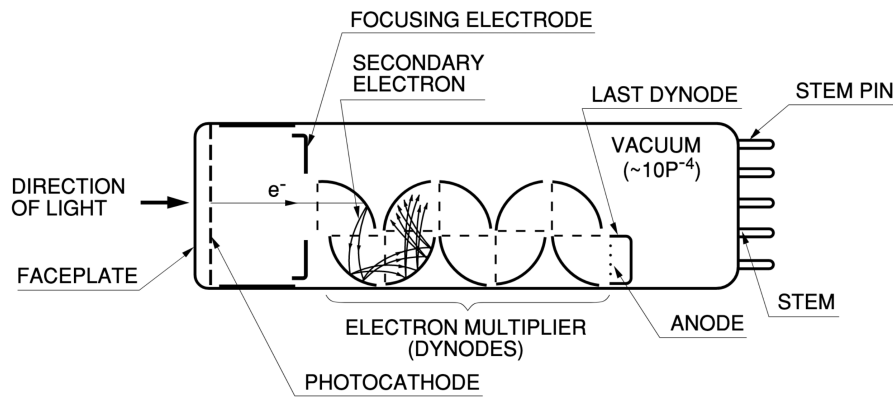 FOCUSING ELECTRODE
SECONDARY
ELECTRON
LAST DYNODE
STEM PIN
VACUUM
(~10P⁻⁴)
DIRECTION
OF LIGHT
e⁻
FACEPLATE
STEM
ANODE
ELECTRON MULTIPLIER
(DYNODES)
PHOTOCATHODE